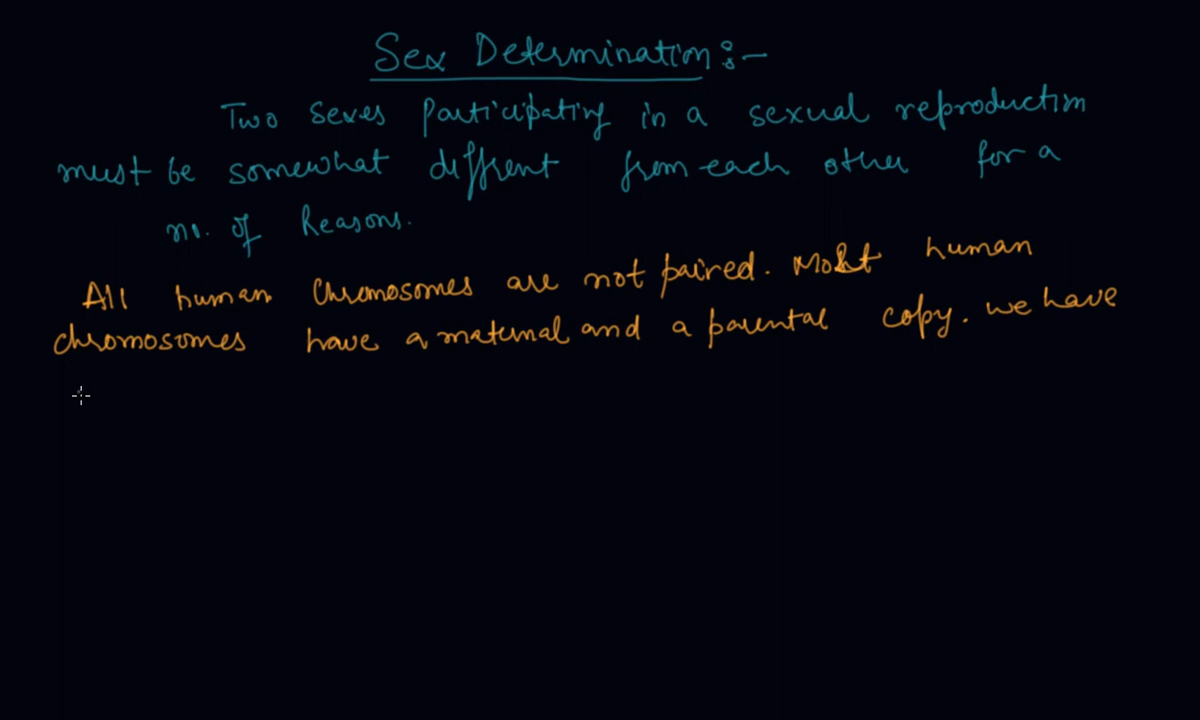 Sex Determination :-
Two sexes participating in a sexual reproduction
must be somewhat diffrent from each other for a
no. of Reasons.
All human Chromosomes are not paired. Most human
chromosomes have a maternal and a parental copy. we have